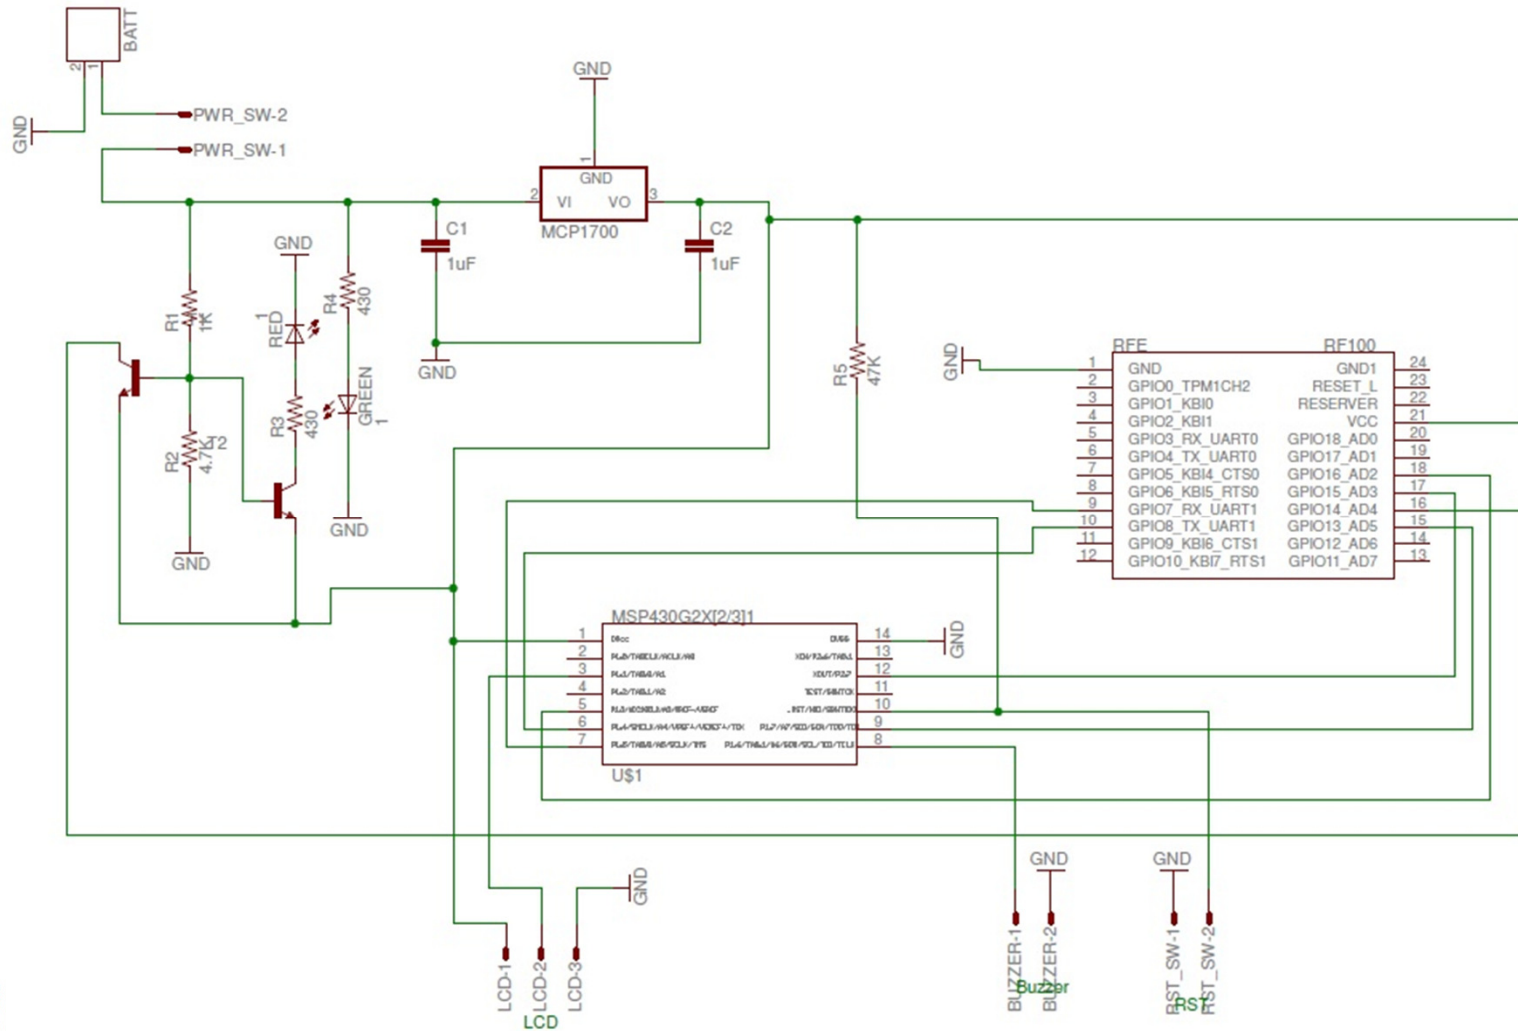 BATT
2
1
PWR_SW-2
GND
PWR_SW-1
GND
1
GND
2
VI
VO
3
MCP1700
C1
1uF
C2
1uF
GND
GND
R4
430
1
RED
R1
1K
R3
430
GREEN
1
R2
4.7K
T2
GND
GND
R5
47K
GND
RFE
RF100
1 GND GND1 24
2 GPIO0_TPM1CH2 RESET_L 23
3 GPIO1_KBI0 RESERVER 22
4 GPIO2_KBI1 VCC 21
5 GPIO3_RX_UART0 GPIO18_AD0 20
6 GPIO4_TX_UART0 GPIO17_AD1 19
7 GPIO5_KBI4_CTS0 GPIO16_AD2 18
8 GPIO6_KBI5_RTS0 GPIO15_AD3 17
9 GPIO7_RX_UART1 GPIO14_AD4 16
10 GPIO8_TX_UART1 GPIO13_AD5 15
11 GPIO9_KBI6_CTS1 GPIO12_AD6 14
12 GPIO10_KBI7_RTS1 GPIO11_AD7 13
MSP430G2X[2/3]1
1 14
2 13
3 12
4 11
5 10
6 9
7 8
U$1
GND
GND
LCD-1
LCD-2
LCD-3
LCD
GND
BUZZER-1
BUZZER-2
Buzzer
GND
RST_SW-1
RST_SW-2
RST